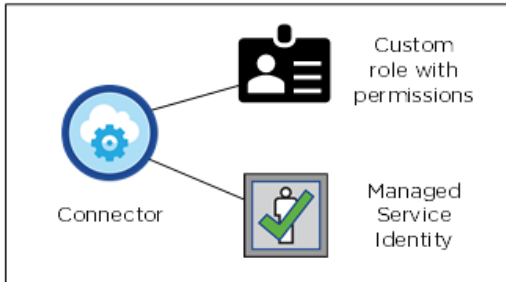 Custom
role with
permissions
Connector
Managed
Service
Identity